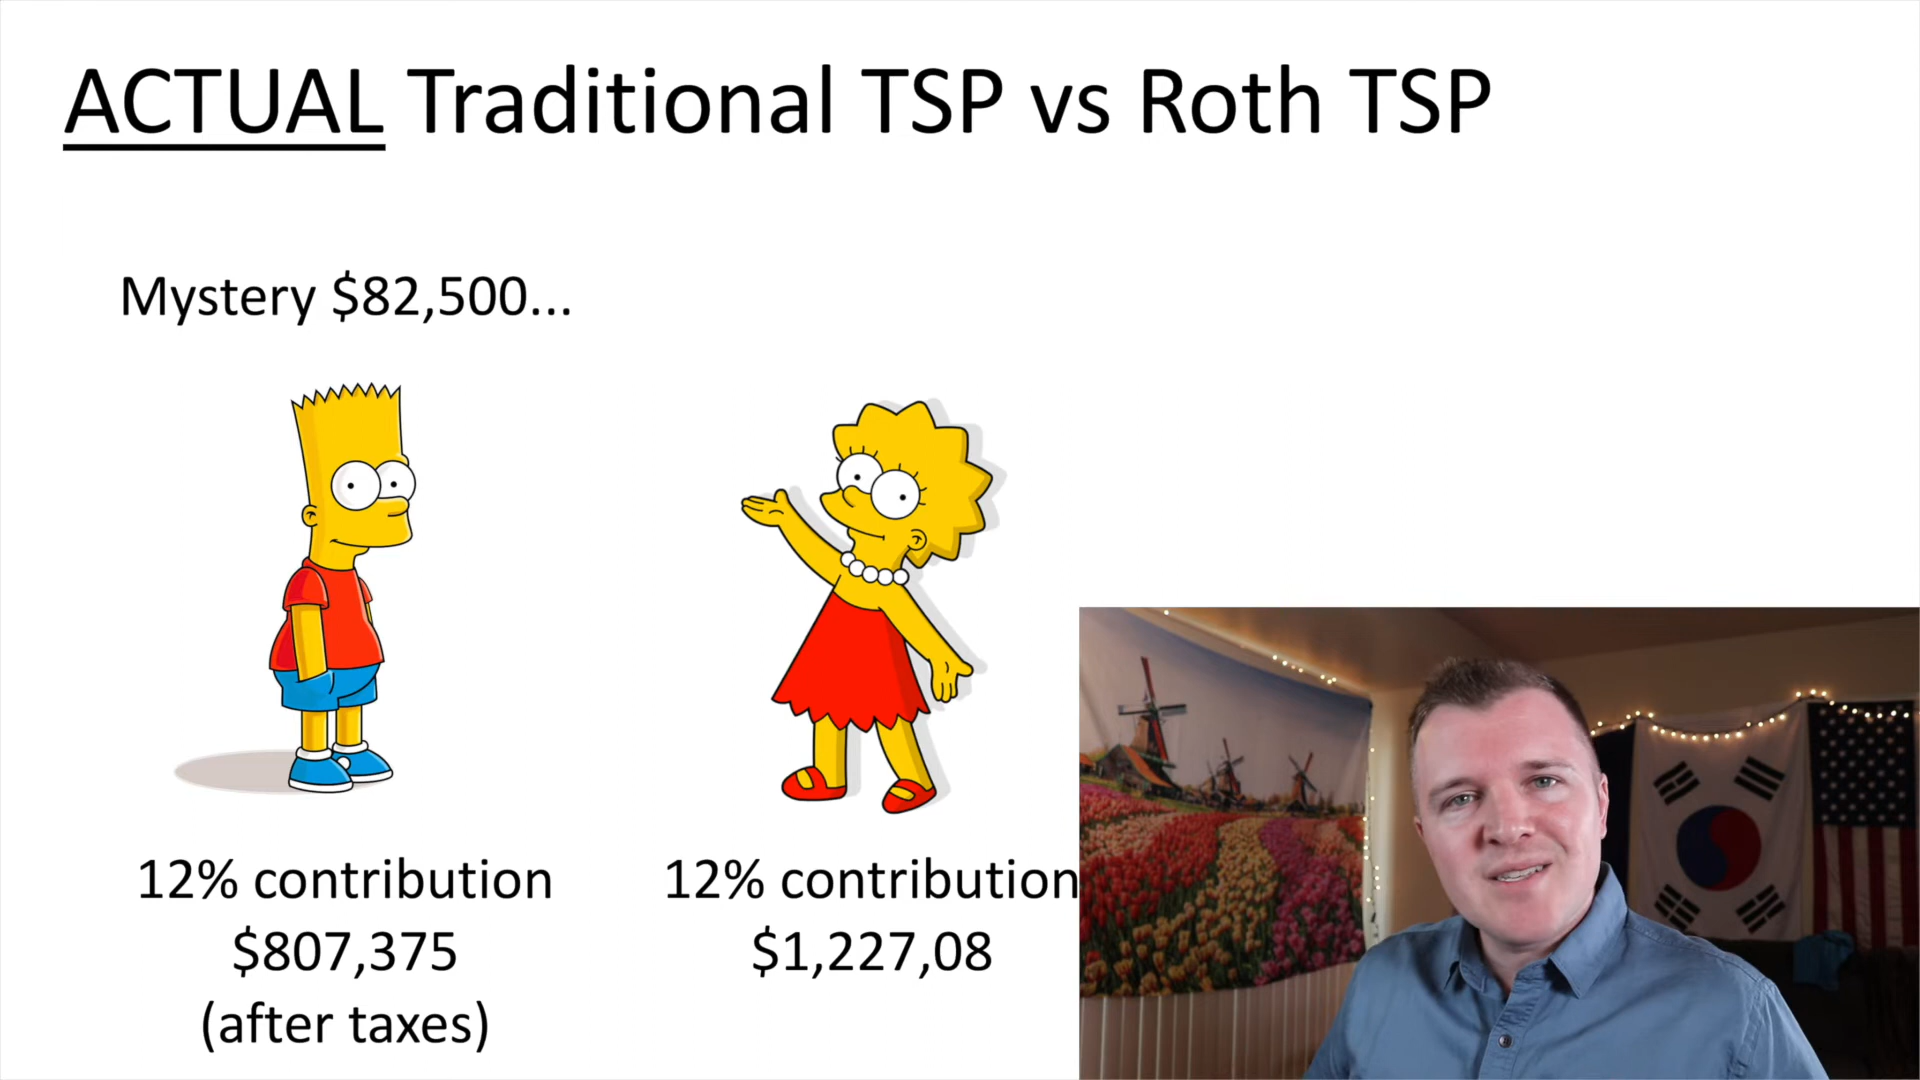 ACTUAL Traditional TSP vs Roth TSP
Mystery $82,500...
12% contribution
$807,375
(after taxes)
12% contribution
$1,227,08